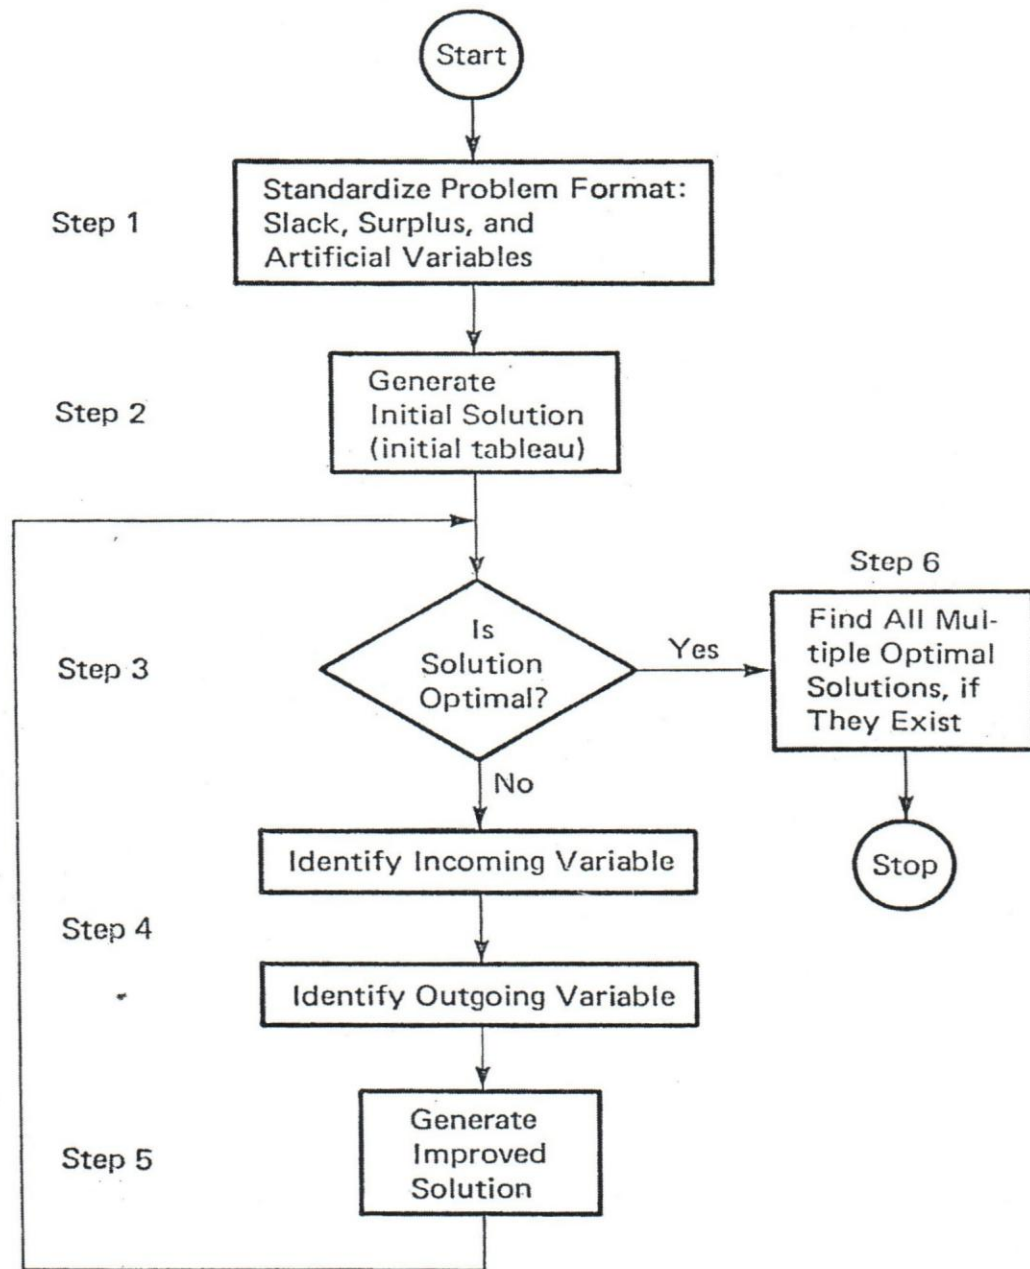 Start
Step 1
Standardize Problem Format:
Slack, Surplus, and
Artificial Variables
Step 2
Generate
Initial Solution
(initial tableau)
Step 3
Is
Solution
Optimal?
Yes
No
Step 6
Find All Mul-
tiple Optimal
Solutions, if
They Exist
Stop
Step 4
Identify Incoming Variable
Identify Outgoing Variable
Step 5
Generate
Improved
Solution